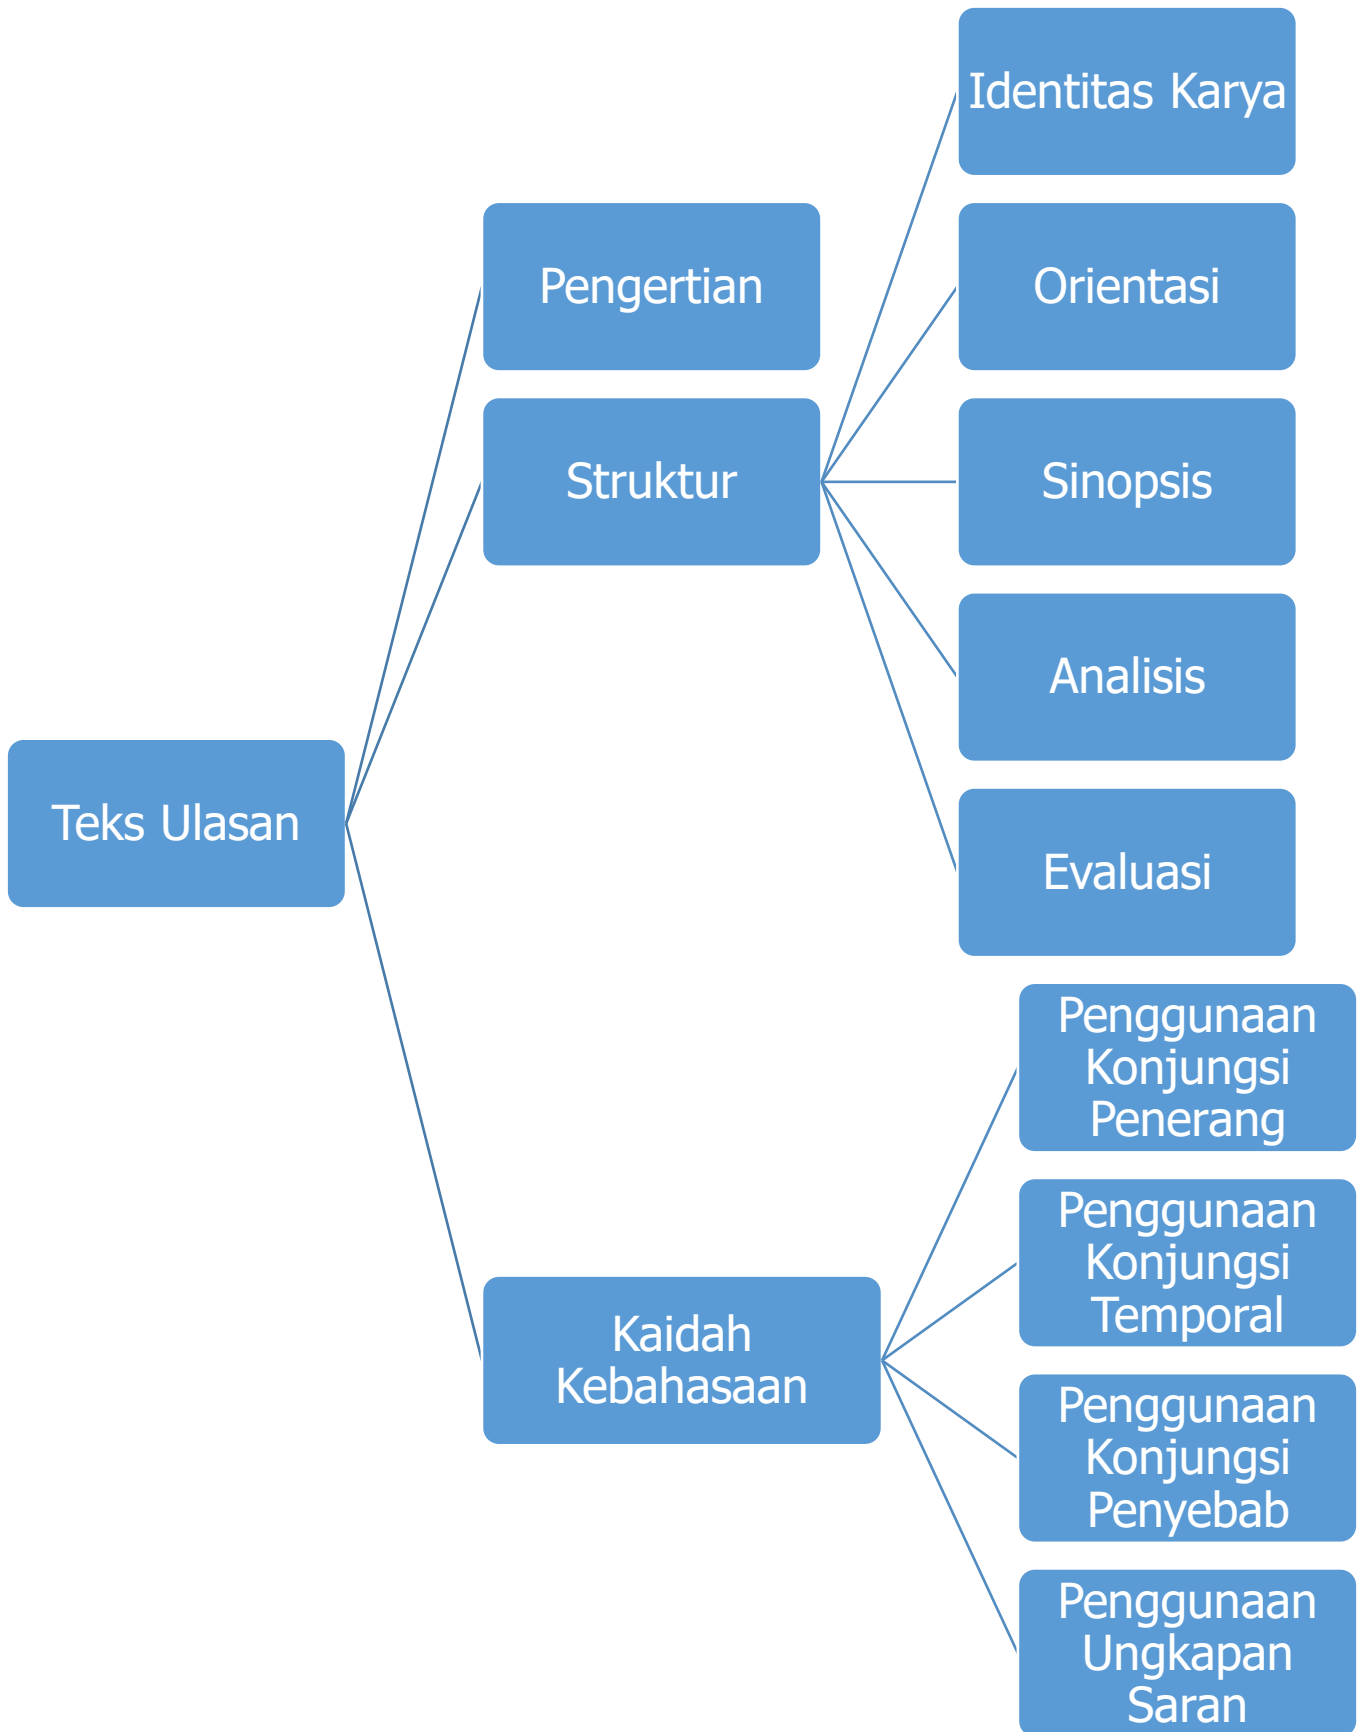 Teks Ulasan
Pengertian
Struktur
Identitas Karya
Orientasi
Sinopsis
Analisis
Evaluasi
Kaidah
Kebahasaan
Penggunaan
Konjungsi
Penerang
Penggunaan
Konjungsi
Temporal
Penggunaan
Konjungsi
Penyebab
Penggunaan
Ungkapan
Saran